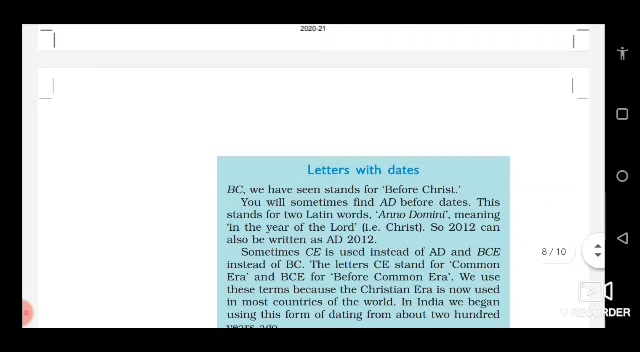 2020-21
Letters with dates
BC, we have seen stands for 'Before Christ.'
You will sometimes find AD before dates. This
stands for two Latin words, 'Anno Domini', meaning
'in the year of the Lord' (i.e. Christ). So 2012 can
also be written as AD 2012.
Sometimes CE is used instead of AD and BCE
instead of BC. The letters CE stand for 'Common
Era' and BCE for 'Before Common Era'. We use
these terms because the Christian Era is now used
in most countries of the world. In India we began
using this form of dating from about two hundred
years ago.
8 / 10
V RECORDER